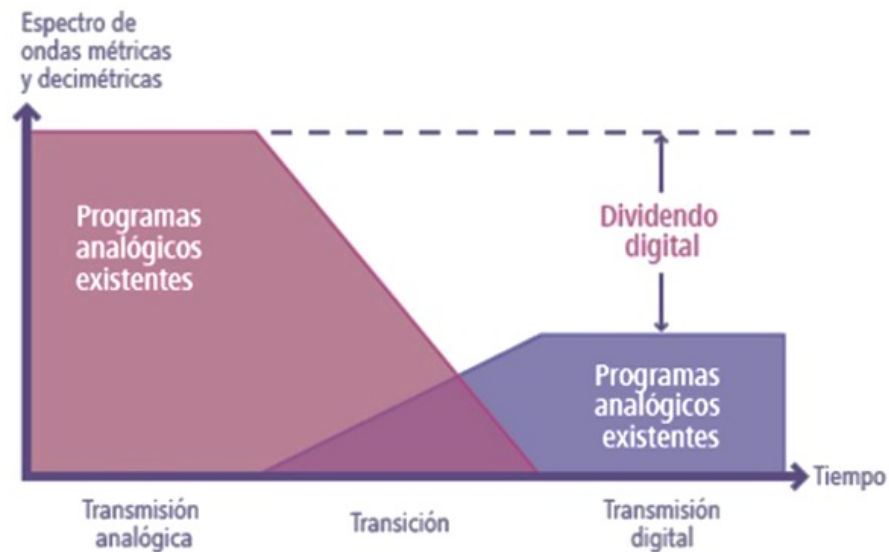 Espectro de
ondas métricas
y decimétricas
Programas
analógicos
existentes
Dividendo
digital
Programas
analógicos
existentes
Tiempo
Transmisión
analógica
Transición
Transmisión
digital